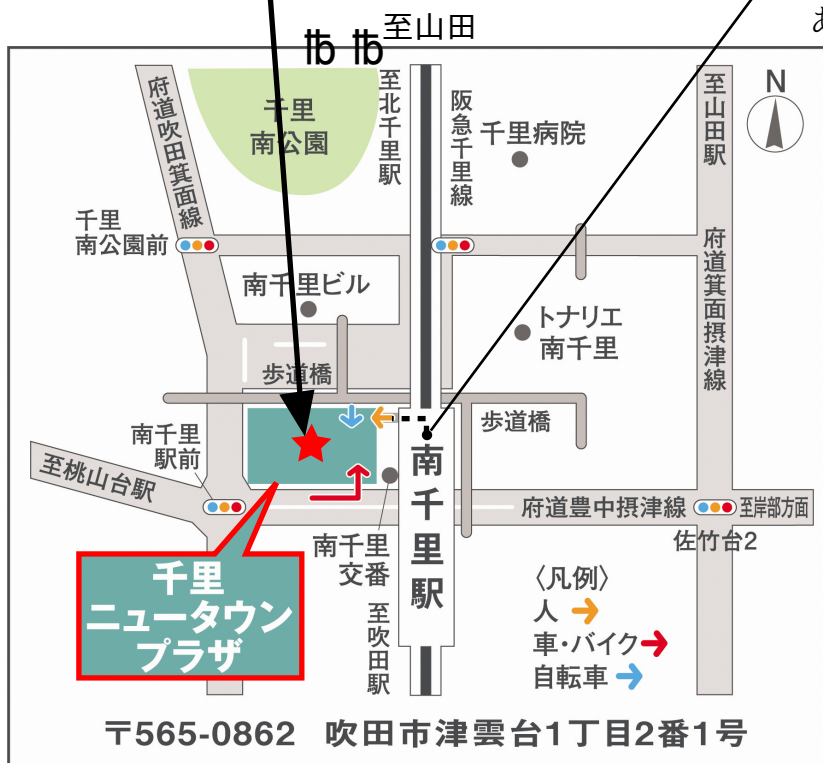 至山田
あ
N
府道吹田箕面線
千里
南公園
至北千里駅
阪急千里線
千里病院
至山田駅
千里
南公園前
南千里ビル
トナリエ
南千里
府道箕面摂津線
歩道橋
歩道橋
南千里
駅前
至桃山台駅
南千里駅
府道豊中摂津線
至岸部方面
佐竹台2
南千里
交番
千里
ニュータウン
プラザ
至吹田駅
〈凡例〉
人
車・バイク
自転車
〒565-0862 吹田市津雲台1丁目2番1号